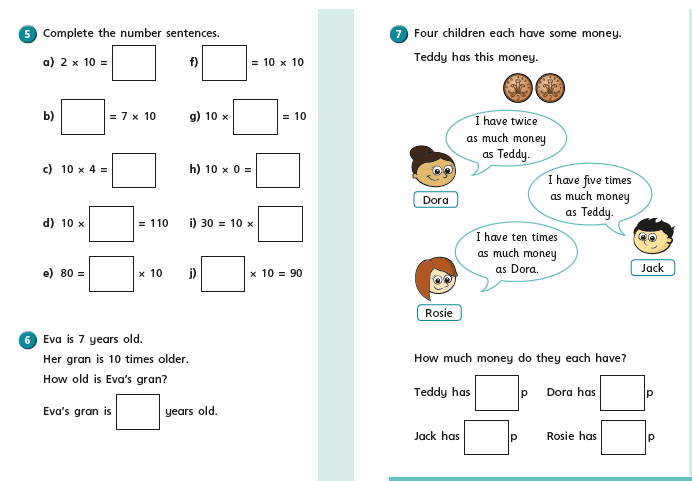 5 Complete the number sentences.
a) 2 × 10 =
f) = 10 × 10
b) = 7 × 10
g) 10 × = 10
c) 10 × 4 =
h) 10 × 0 =
d) 10 × = 110
i) 30 = 10 ×
e) 80 = × 10
j) × 10 = 90
6 Eva is 7 years old.
Her gran is 10 times older.
How old is Eva's gran?
Eva's gran is years old.
7 Four children each have some money.
Teddy has this money.
I have twice
as much money
as Teddy.
Dora
I have five times
as much money
as Teddy.
Jack
I have ten times
as much money
as Dora.
Rosie
How much money do they each have?
Teddy has p Dora has p
Jack has p Rosie has p